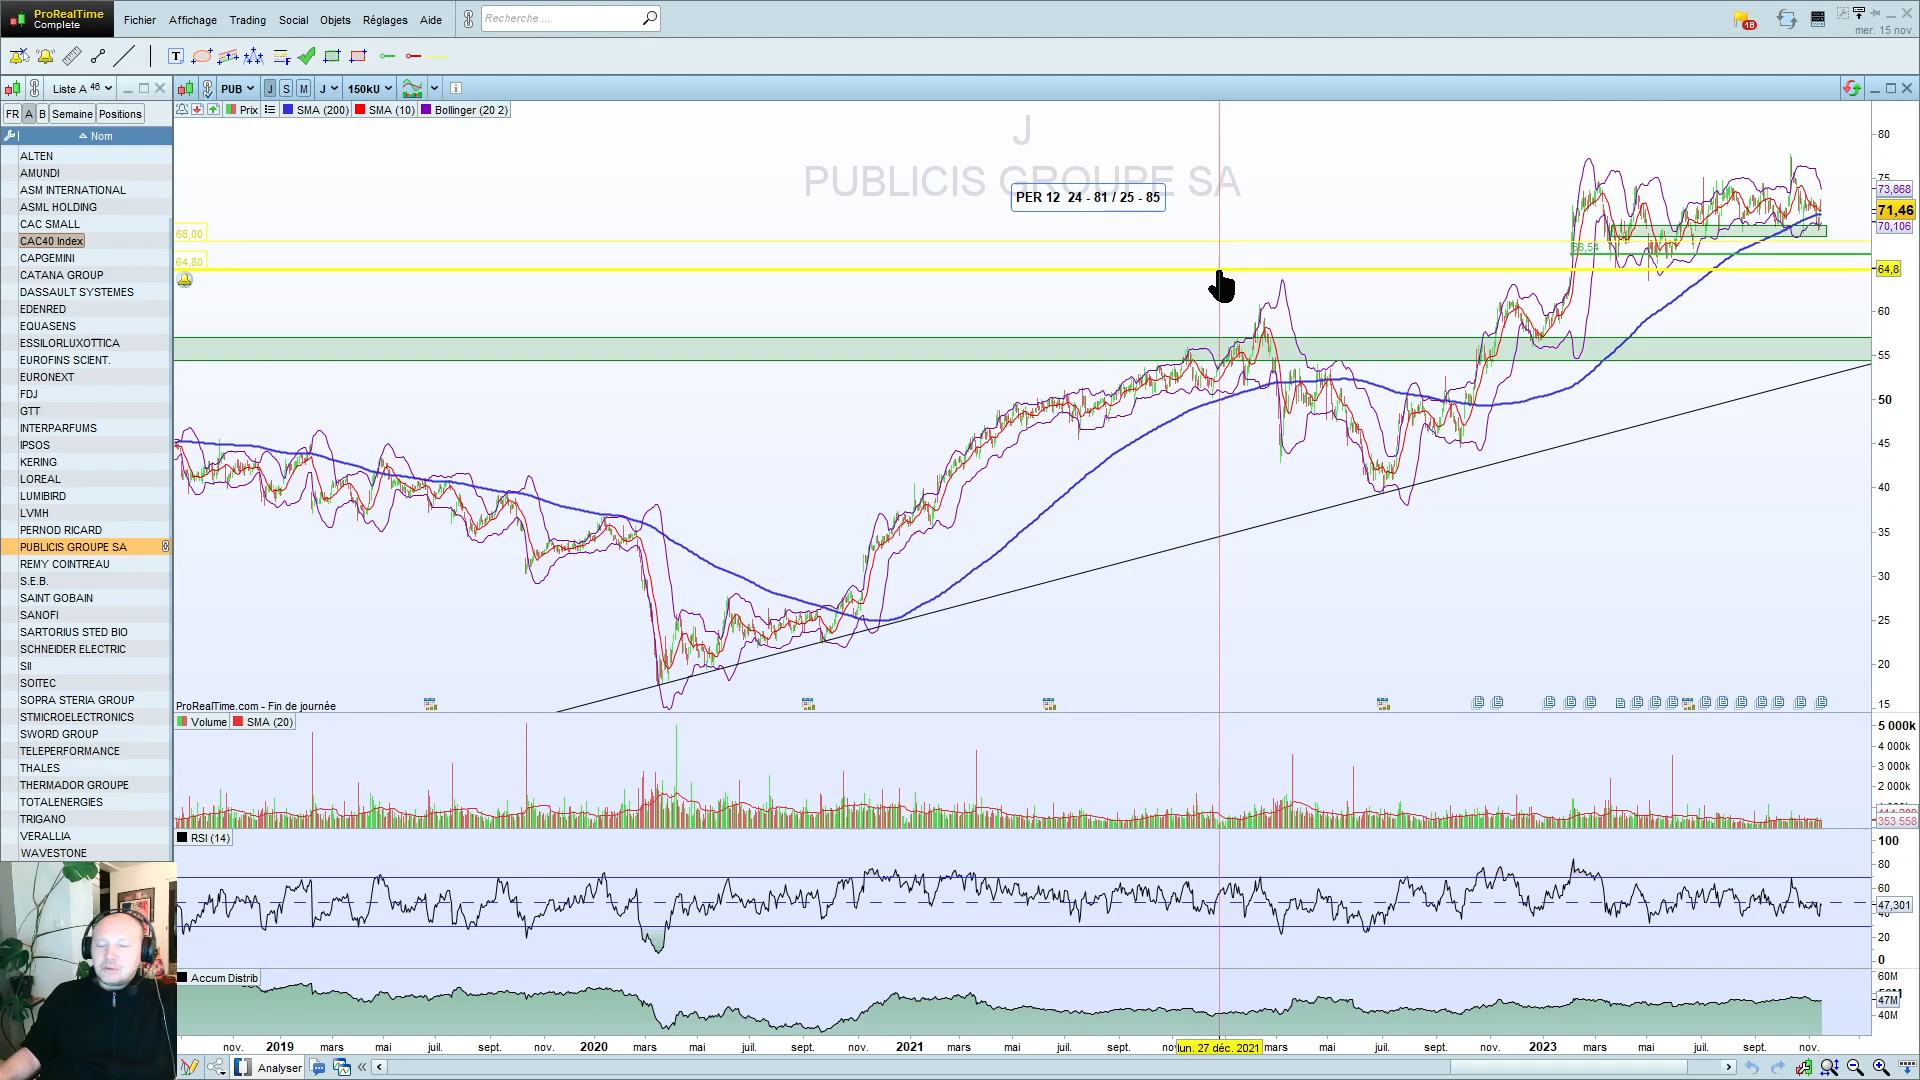 ProRealTime
Complete
Fichier Affichage Trading Social Objets Réglages Aide
Recherche ...
18
mer. 15 nov.
Liste A 46
PUB J S M J 150kU
FR A B Semaine Positions
Prix SMA (200) SMA (10) Bollinger (20 2)
Nom
ALTEN
AMUNDI
ASM INTERNATIONAL
ASML HOLDING
CAC SMALL
CAC40 Index
CAPGEMINI
CATANA GROUP
DASSAULT SYSTEMES
EDENRED
EQUASENS
ESSILORLUXOTTICA
EUROFINS SCIENT.
EURONEXT
FDJ
GTT
INTERPARFUMS
IPSOS
KERING
LOREAL
LUMIBIRD
LVMH
PERNOD RICARD
PUBLICIS GROUPE SA
REMY COINTREAU
S.E.B.
SAINT GOBAIN
SANOFI
SARTORIUS STED BIO
SCHNEIDER ELECTRIC
SII
SOITEC
SOPRA STERIA GROUP
STMICROELECTRONICS
SWORD GROUP
TELEPERFORMANCE
THALES
THERMADOR GROUPE
TOTALENERGIES
TRIGANO
VERALLIA
WAVESTONE
J
PUBLICIS GROUPE SA
PER 12 24 - 81 / 25 - 85
68,00
64,80
66,54
80
75
73,868
71,46
70,106
64,8
60
55
50
45
40
35
30
25
20
15
ProRealTime.com - Fin de journée
Volume SMA (20)
5 000k
4 000k
3 000k
2 000k
353 558
RSI (14)
100
80
60
47,301
20
0
Accum Distrib
60M
47M
40M
nov. 2019 mars mai juil. sept. nov. 2020 mars mai juil. sept. nov. 2021 mars mai juil. sept. lun. 27 déc. 2021 mars mai juil. sept. nov. 2023 mars mai juil. sept. nov.
Analyser